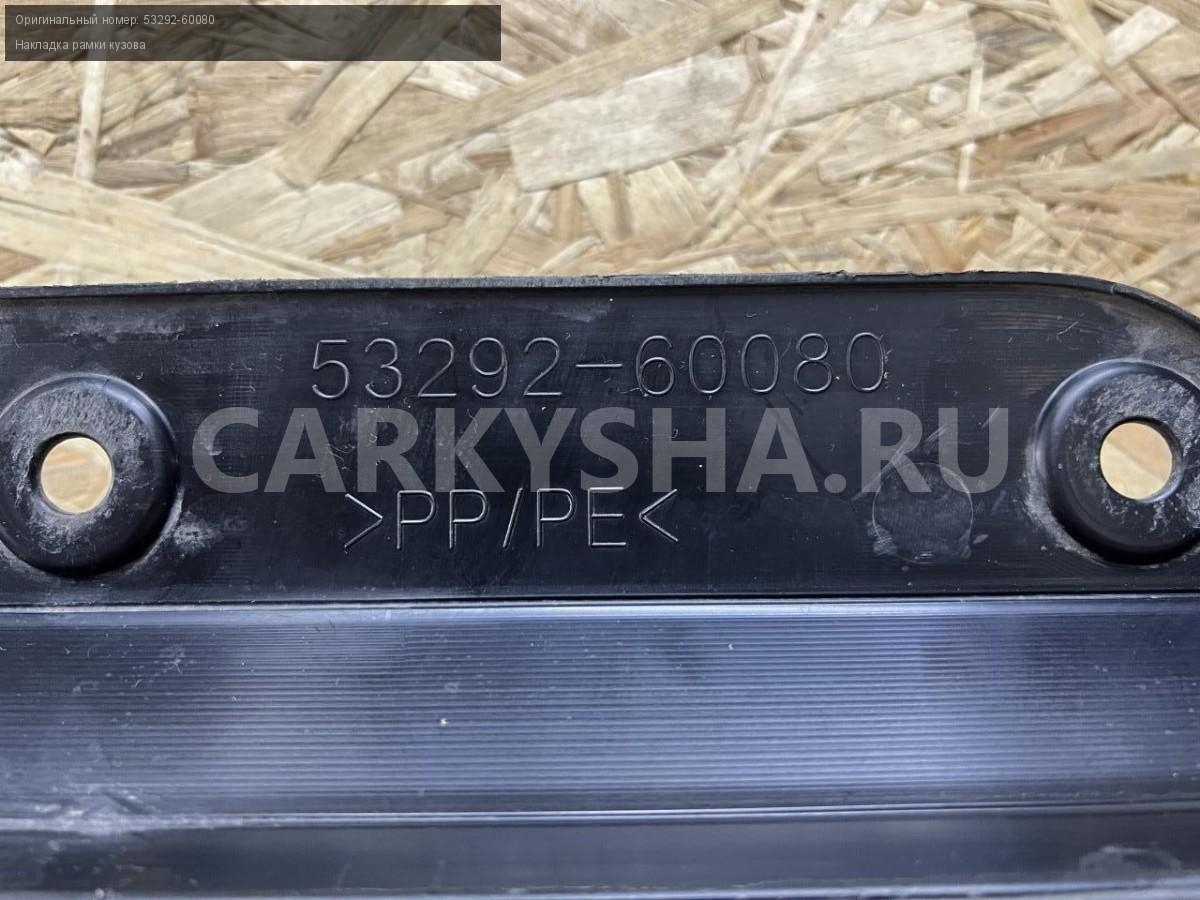 Оригинальный номер: 53292-60080
Накладка рамки кузова
53292-60080
CARKYSHA.RU
>PP/PE<